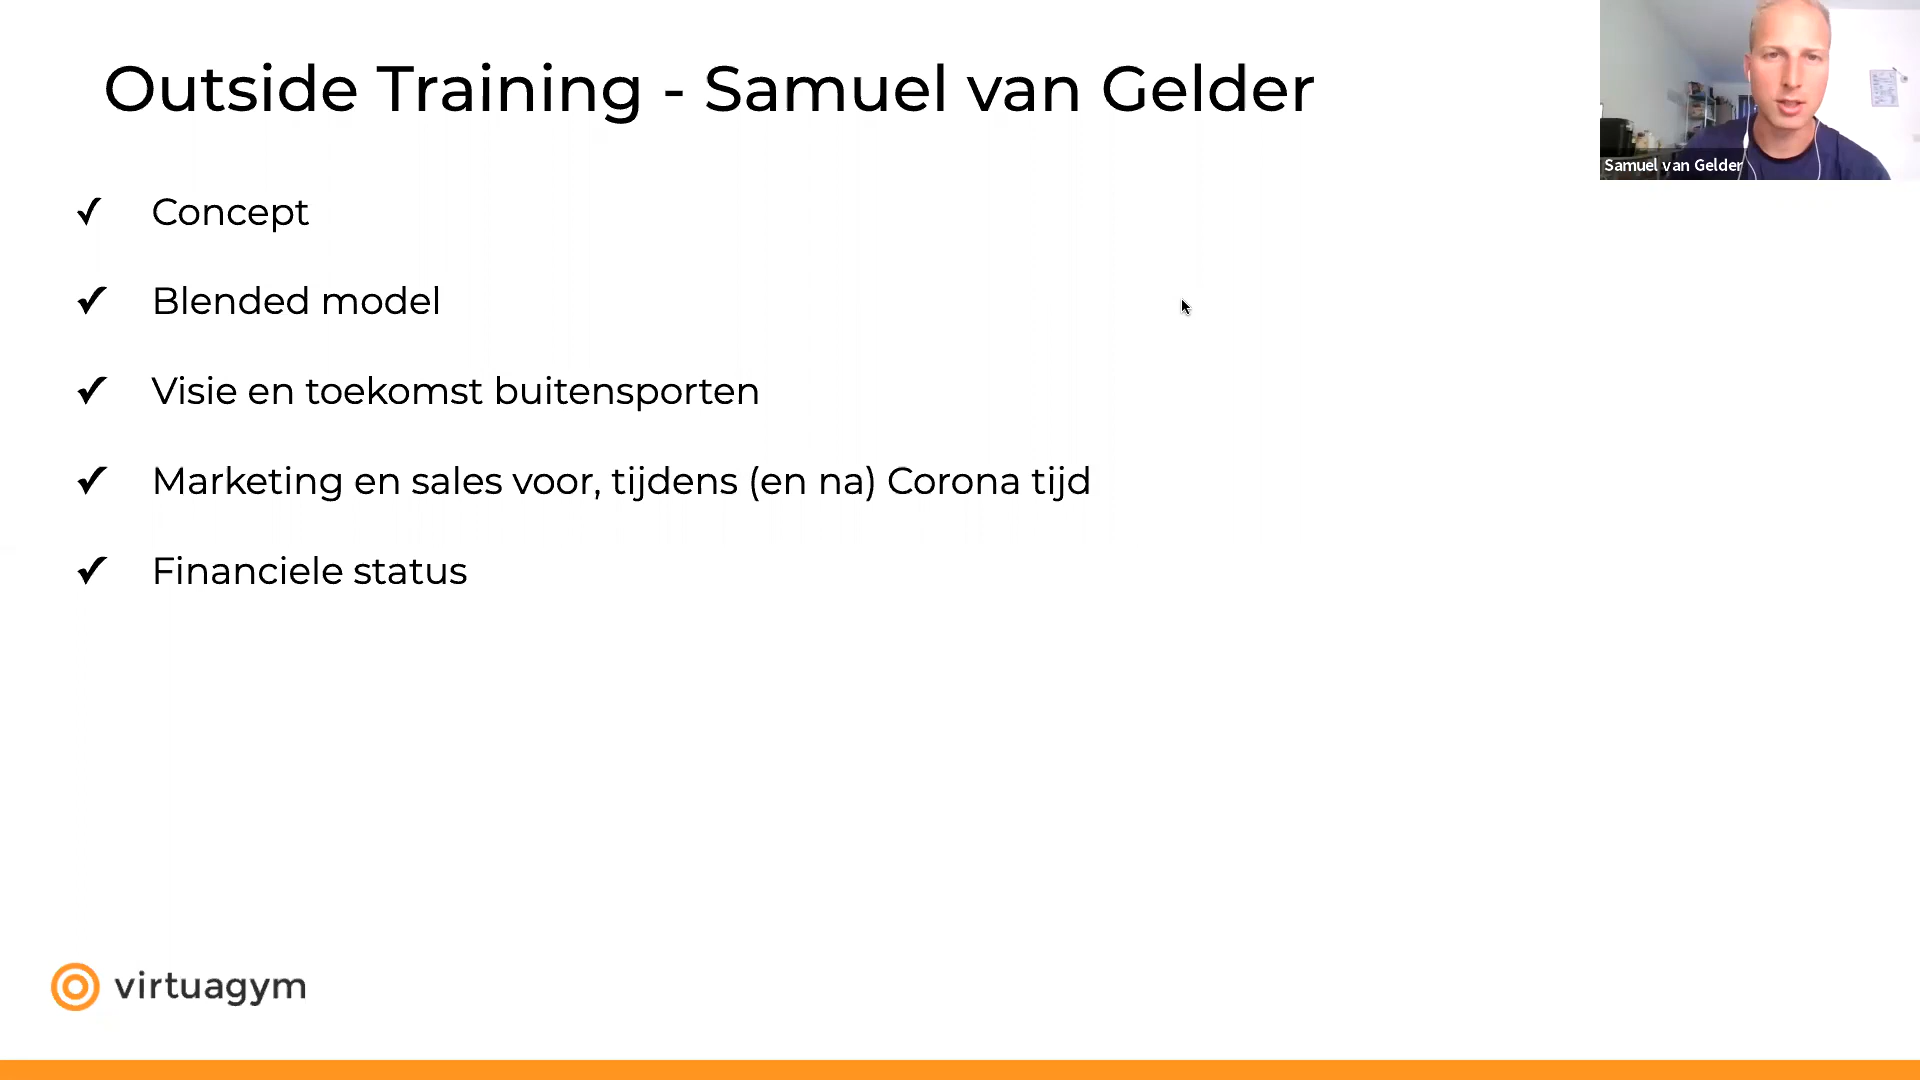 Outside Training - Samuel van Gelder
Samuel van Gelder
✓ Concept
✓ Blended model
✓ Visie en toekomst buitensporten
✓ Marketing en sales voor, tijdens (en na) Corona tijd
✓ Financiele status
virtuagym